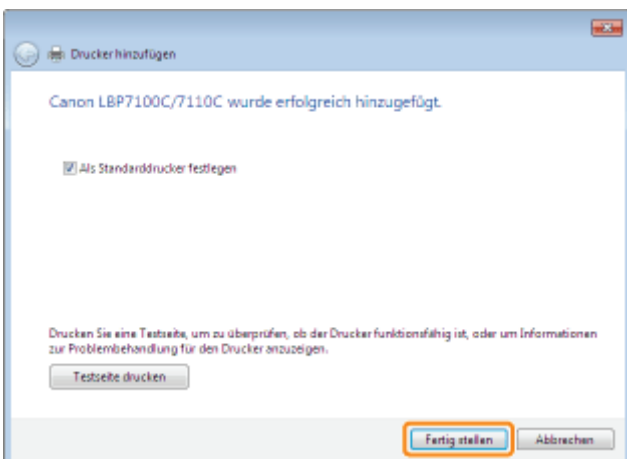 Drucker hinzufügen
Canon LBP7100C/7110C wurde erfolgreich hinzugefügt.
Als Standarddrucker festlegen
Drucken Sie eine Testseite, um zu überprüfen, ob der Drucker funktionsfähig ist, oder um Informationen
zur Problembehandlung für den Drucker anzuzeigen.
Testseite drucken
Fertig stellen Abbrechen